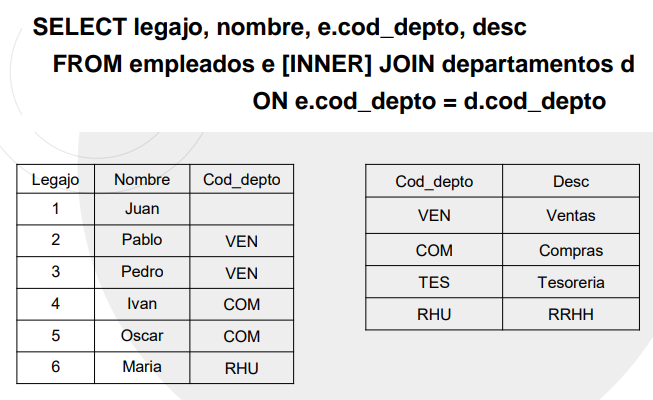 SELECT legajo, nombre, e.cod_depto, desc
FROM empleados e [INNER] JOIN departamentos d
ON e.cod_depto = d.cod_depto
Legajo Nombre Cod_depto
1 Juan
2 Pablo VEN
3 Pedro VEN
4 Ivan COM
5 Oscar COM
6 Maria RHU
Cod_depto Desc
VEN Ventas
COM Compras
TES Tesoreria
RHU RRHH